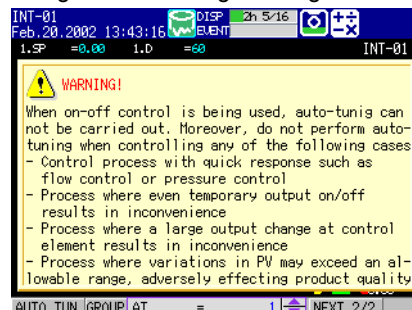 INT-01 DISP 2h 5/16
Feb.20.2002 13:43:16 EVENT
1.SP =0.00 1.D =60 INT-01
WARNING!
When on-off control is being used, auto-tunig can
not be carried out. Moreover, do not perform auto-
tuning when controlling any of the following cases
- Control process with quick response such as
flow control or pressure control
- Process where even temporary output on/off
results in inconvenience
- Process where a large output change at control
element results in inconvenience
- Process where variations in PV may exceed an al-
lowable range, adversely effecting product quality
AUTO TUN GROUP AT = 1 NEXT 2/2